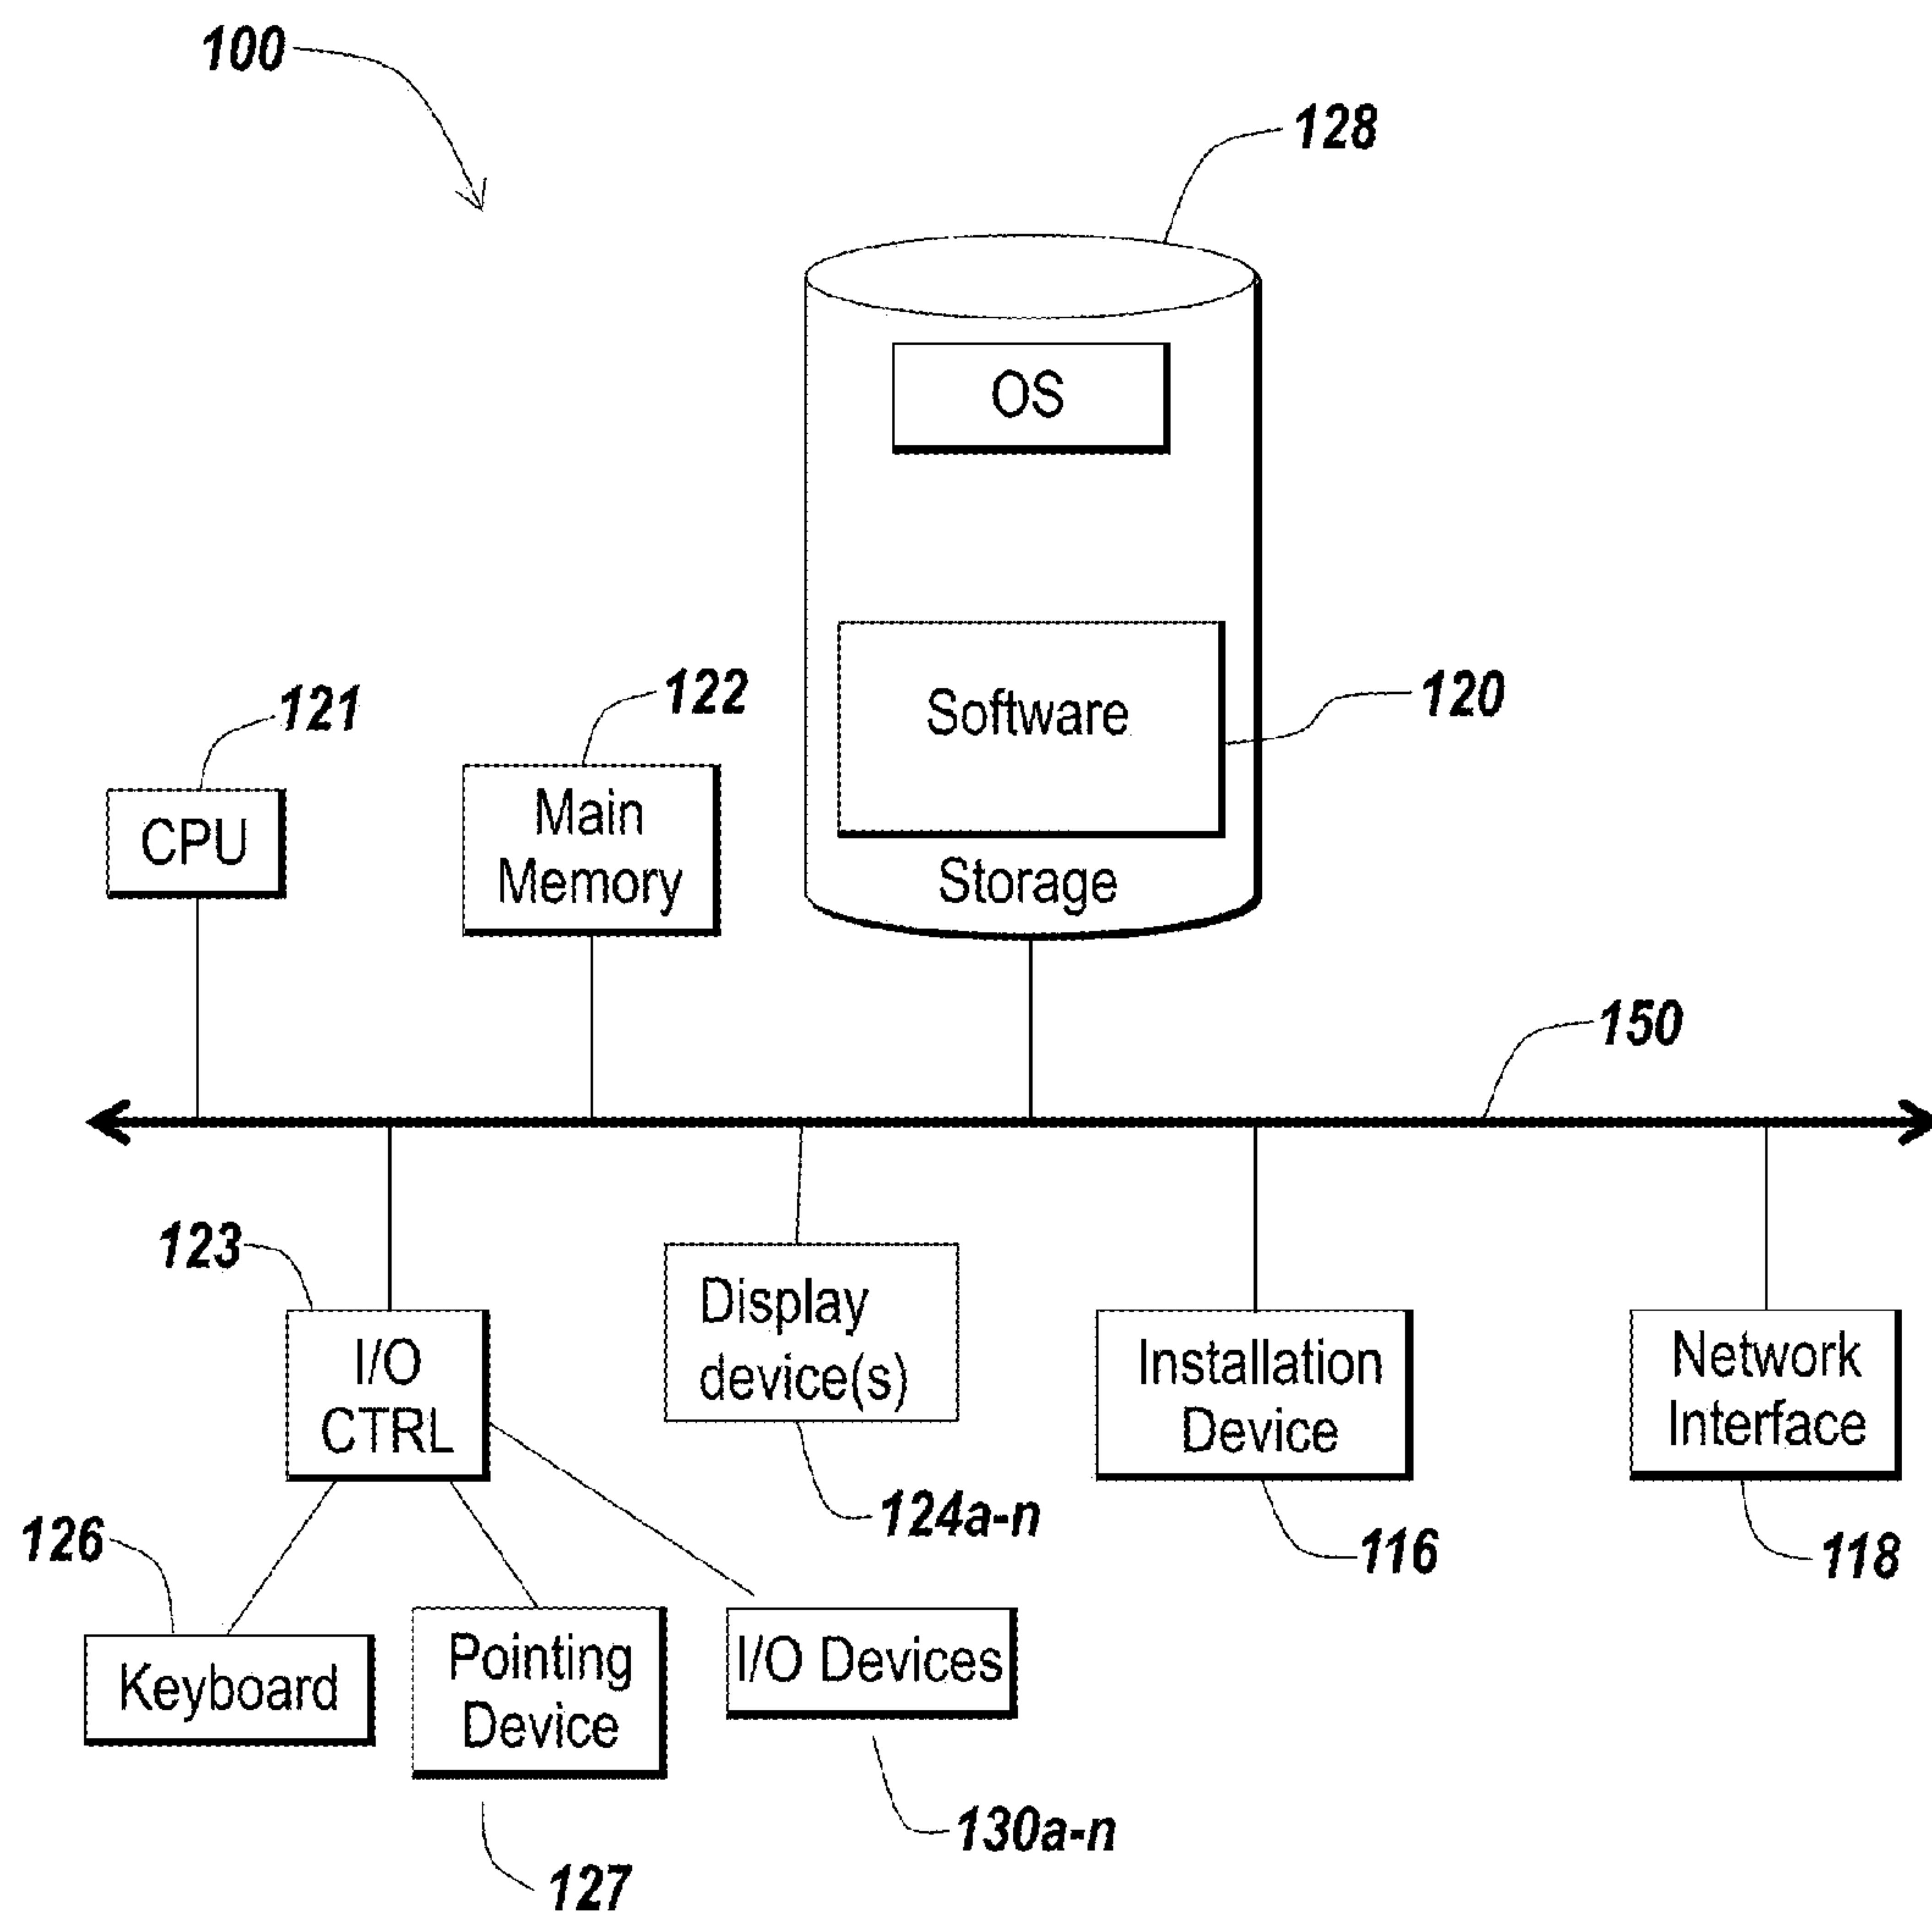 100
128
OS
121
122
Software
120
CPU
Main
Memory
Storage
150
123
I/O
CTRL
Display
device(s)
Installation
Device
Network
Interface
124a-n
116
118
126
Keyboard
Pointing
Device
I/O Devices
130a-n
127